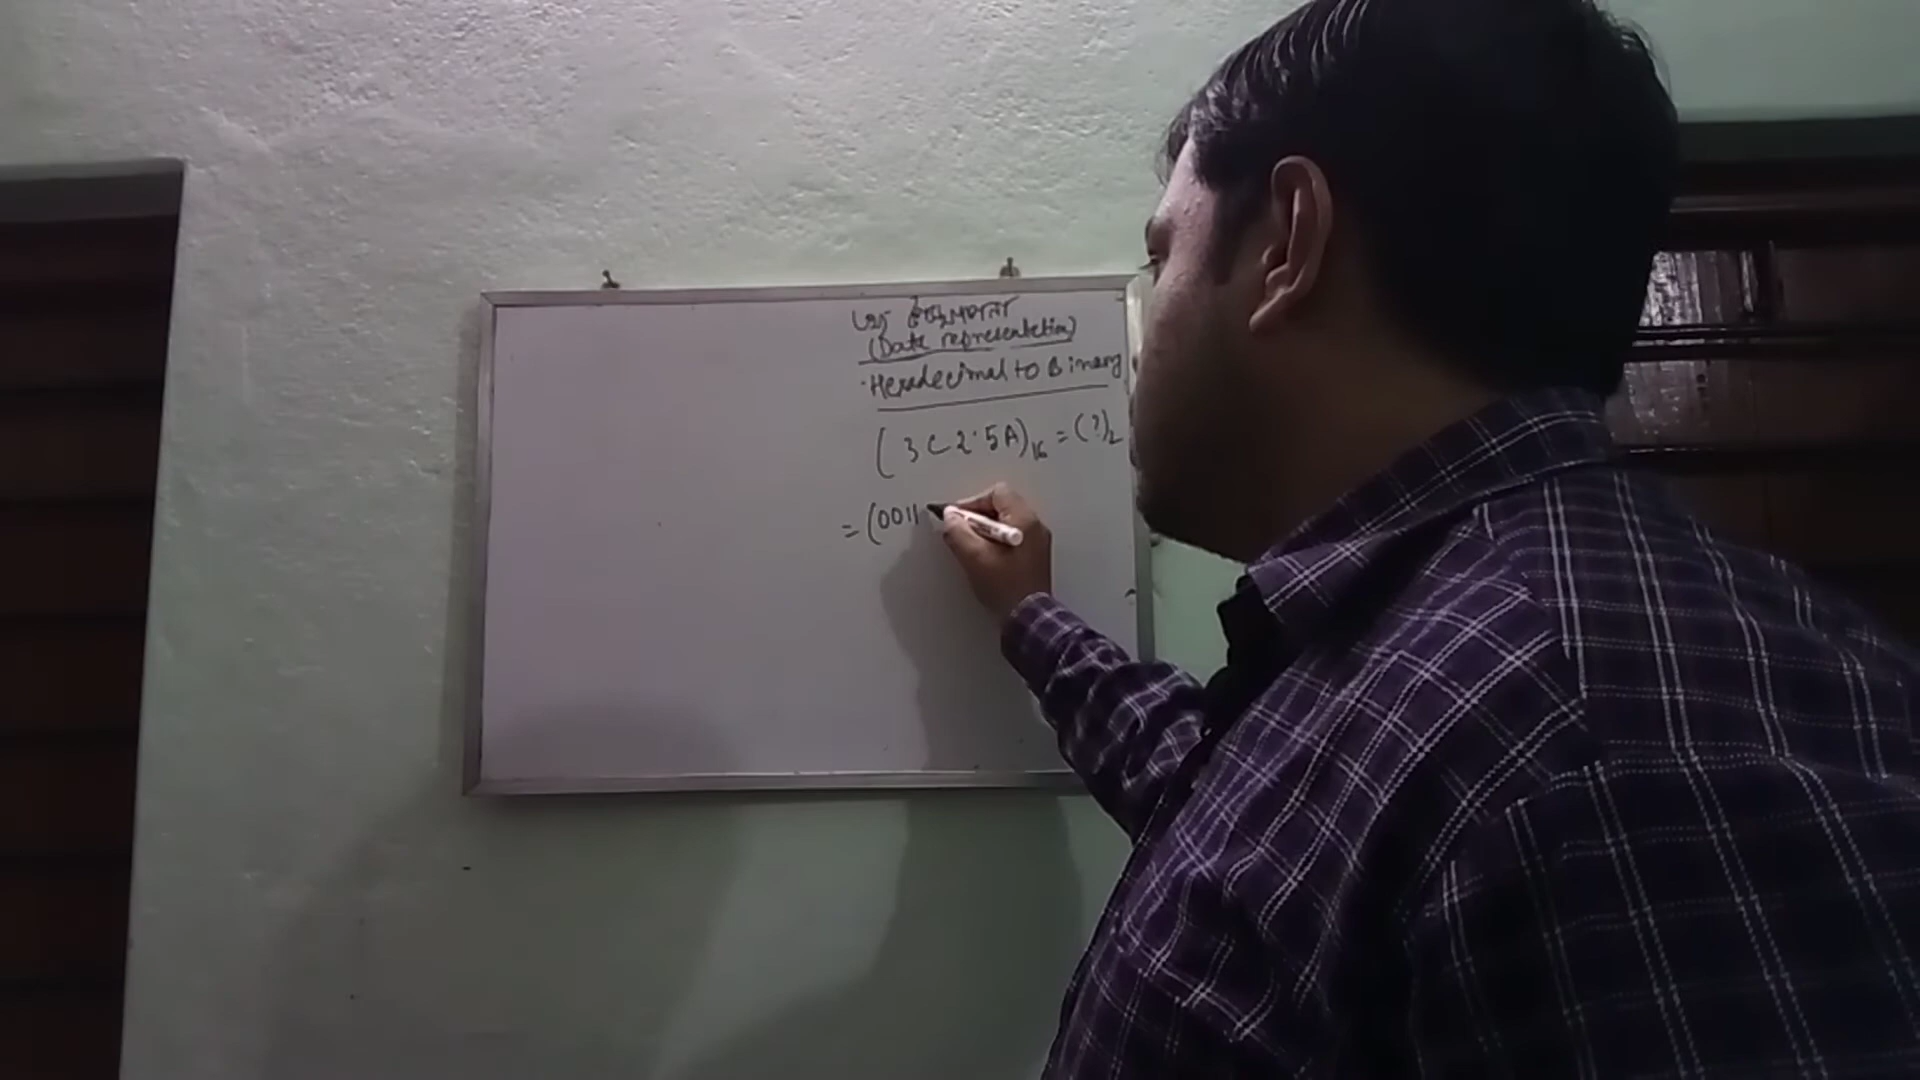 (Data representation)
·Hexadecimal to Binary
(3C2·5A)₁₆ = (?)₂
= (0011